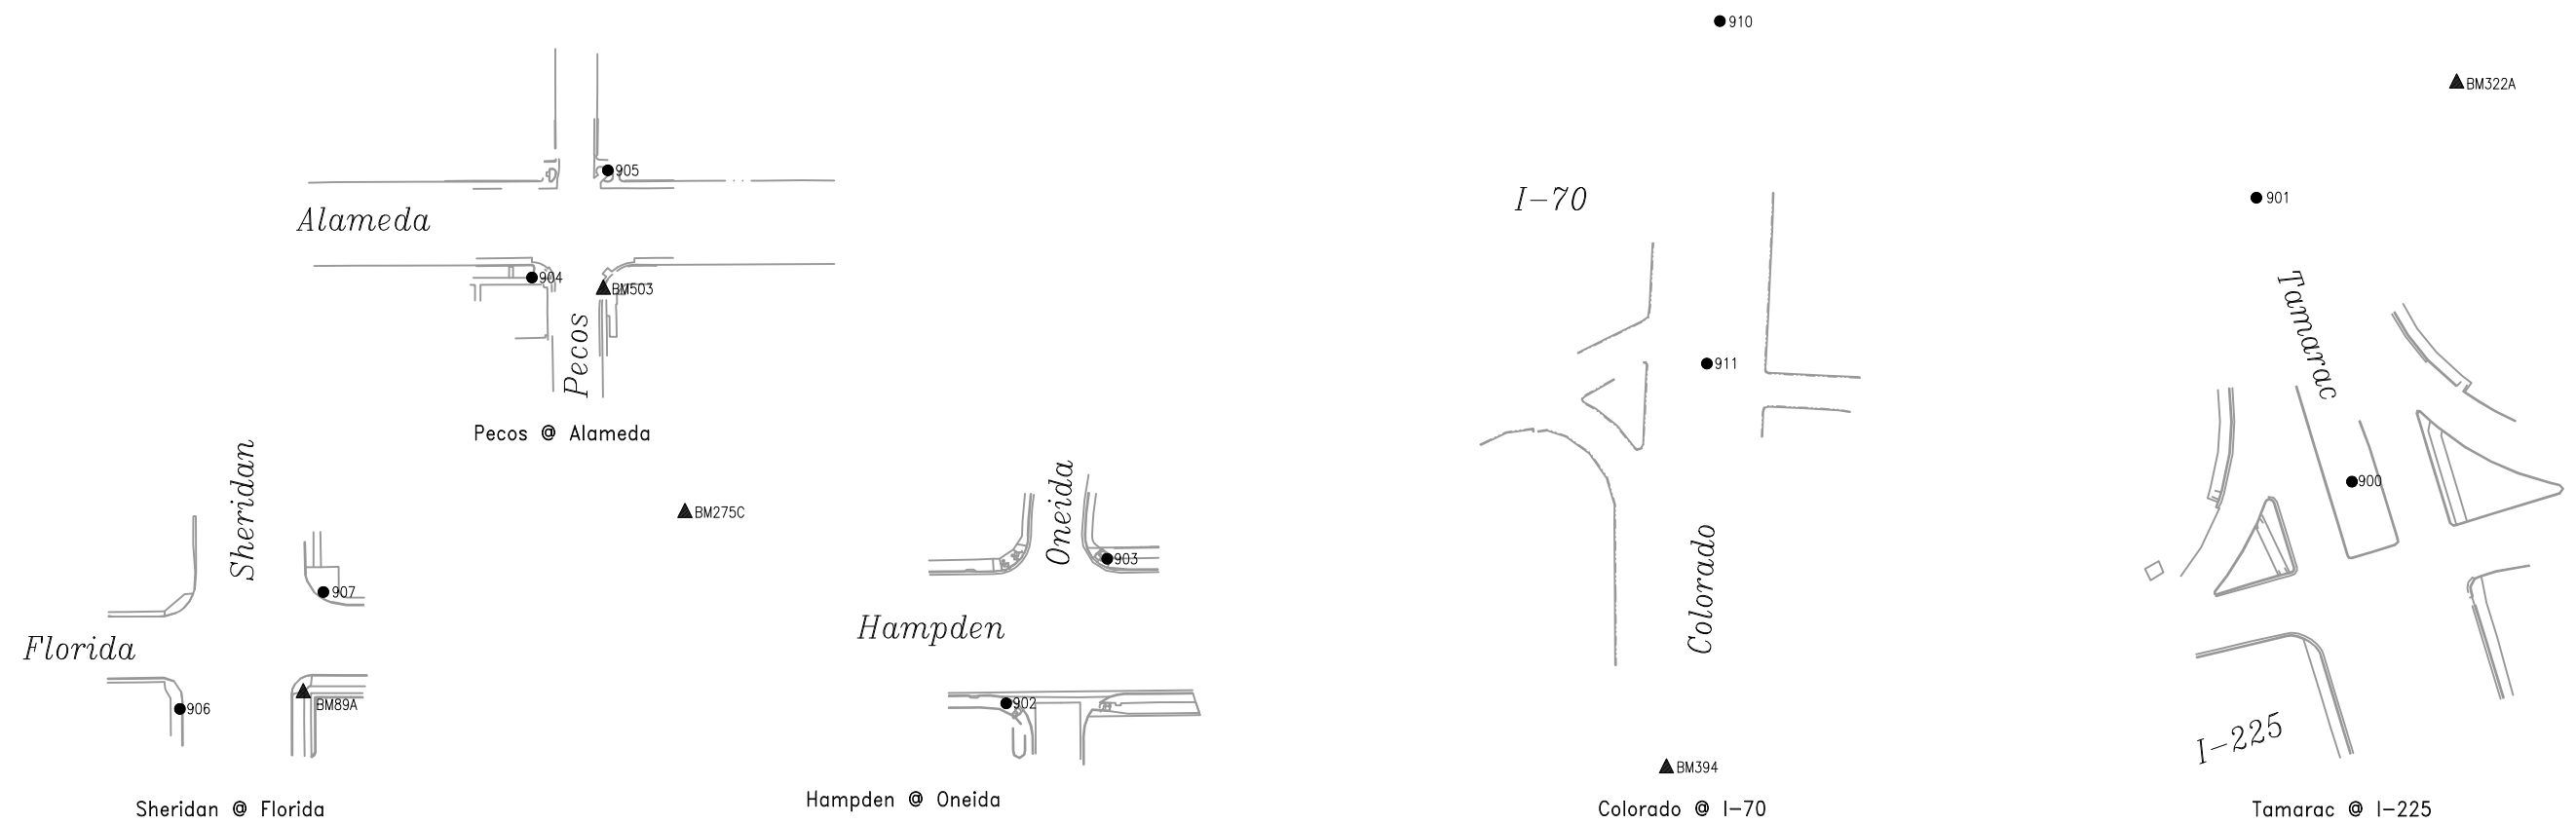 910
BM322A
905
I-70
901
Alameda
904
BM503
Tamarac
Pecos
911
Pecos @ Alameda
Sheridan
Oneida
900
BM275C
903
Colorado
907
Hampden
Florida
BM89A
906
902
I-225
BM394
Sheridan @ Florida
Hampden @ Oneida
Colorado @ I-70
Tamarac @ I-225